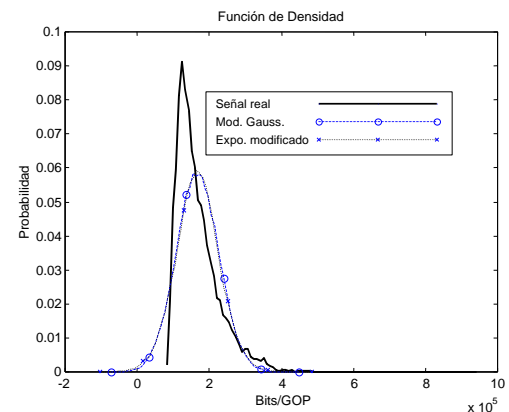 Función de Densidad
0.1
0.09
0.08
0.07
0.06
0.05
0.04
0.03
0.02
0.01
0
Probabilidad
Señal real
Mod. Gauss.
Expo. modificado
-2 0 2 4 6 8 10
Bits/GOP
x 10^5